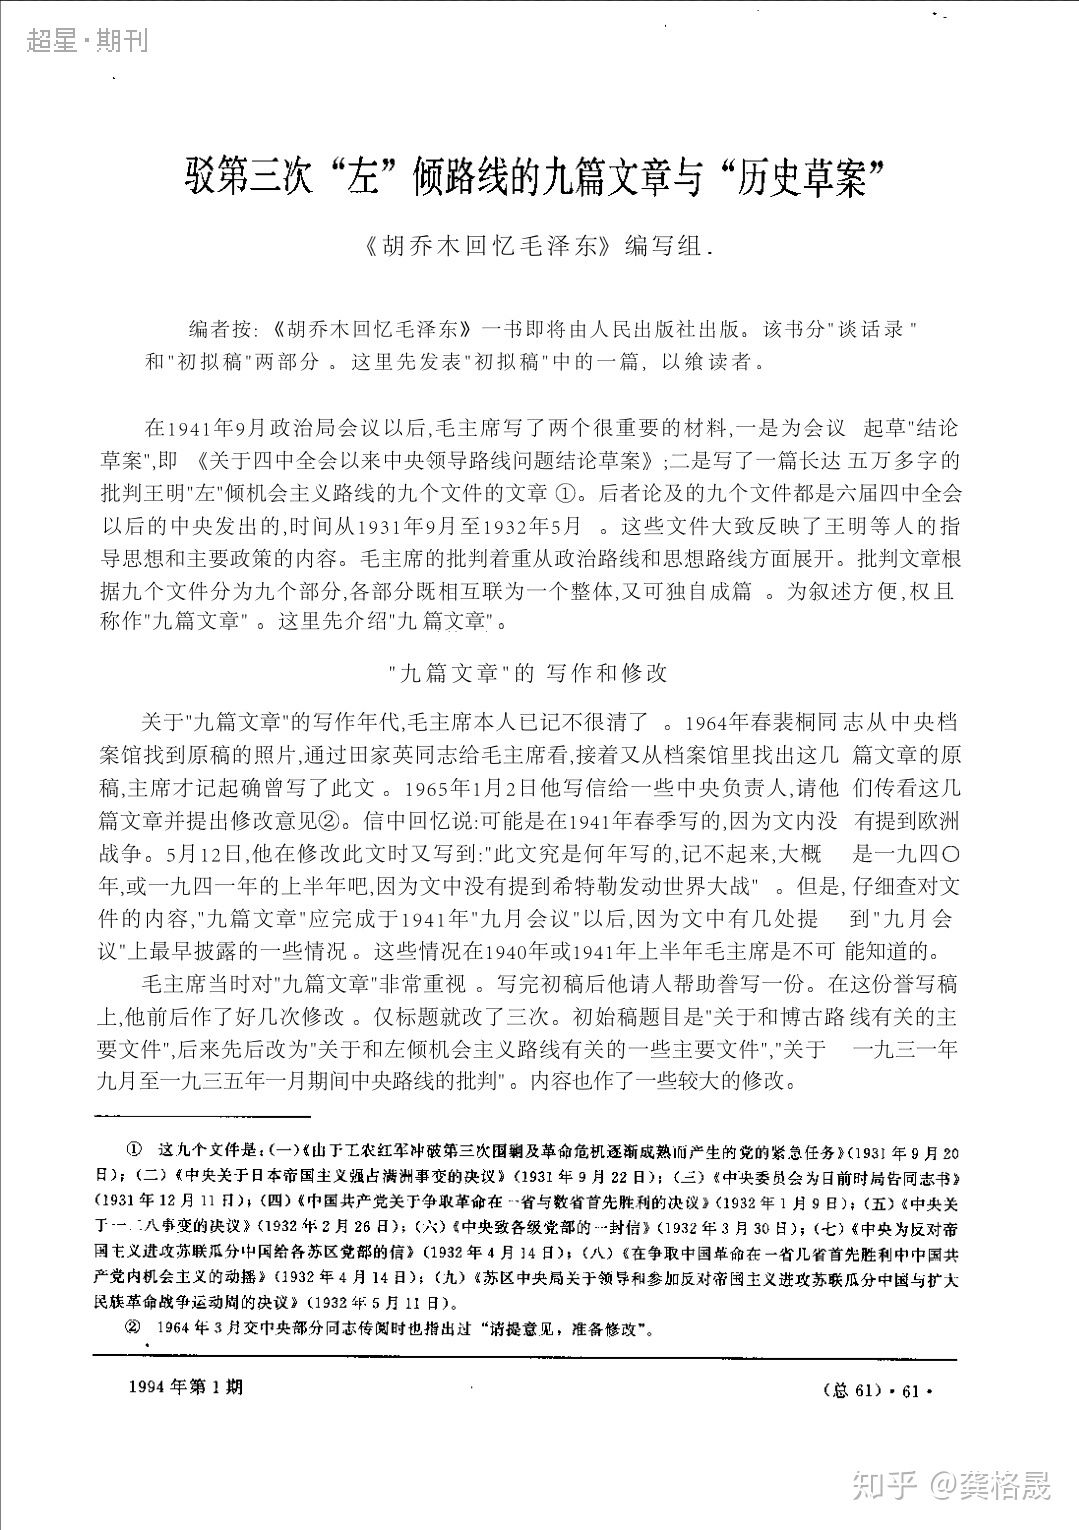 超星·期刊
驳第三次“左”倾路线的九篇文章与“历史草案”
《胡乔木回忆毛泽东》编写组.
编者按:《胡乔木回忆毛泽东》一书即将由人民出版社出版。该书分"谈话录"
和"初拟稿"两部分。这里先发表"初拟稿"中的一篇, 以飨读者。
在1941年9月政治局会议以后,毛主席写了两个很重要的材料,一是为会议 起草"结论
草案",即 《关于四中全会以来中央领导路线问题结论草案》;二是写了一篇长达 五万多字的
批判王明"左"倾机会主义路线的九个文件的文章 ①。后者论及的九个文件都是六届四中全会
以后的中央发出的,时间从1931年9月至1932年5月 。这些文件大致反映了王明等人的指
导思想和主要政策的内容。毛主席的批判着重从政治路线和思想路线方面展开。批判文章根
据九个文件分为九个部分,各部分既相互联为一个整体,又可独自成篇 。为叙述方便,权且
称作"九篇文章" 。这里先介绍"九篇文章"。
"九篇文章"的 写作和修改
关于"九篇文章"的写作年代,毛主席本人已记不很清了 。1964年春裴桐同志从中央档
案馆找到原稿的照片,通过田家英同志给毛主席看,接着又从档案馆里找出这几 篇文章的原
稿,主席才记起确曾写了此文 。1965年1月2日他写信给一些中央负责人,请他 们传看这几
篇文章并提出修改意见②。信中回忆说:可能是在1941年春季写的,因为文内没 有提到欧洲
战争。5月12日,他在修改此文时又写到:"此文究是何年写的,记不起来,大概 是一九四〇
年,或一九四一年的上半年吧,因为文中没有提到希特勒发动世界大战" 。但是,仔细查对文
件的内容,"九篇文章"应完成于1941年"九月会议"以后,因为文中有几处提 到"九月会
议"上最早披露的一些情况。这些情况在1940年或1941年上半年毛主席是不可 能知道的。
毛主席当时对"九篇文章"非常重视 。写完初稿后他请人帮助誊写一份。在这份誉写稿
上,他前后作了好几次修改 。仅标题就改了三次。初始稿题目是"关于和博古路线有关的主
要文件",后来先后改为"关于和左倾机会主义路线有关的一些主要文件","关于 一九三一年
九月至一九三五年一月期间中央路线的批判"。内容也作了一些较大的修改。
① 这九个文件是:(一)《由于工农红军冲破第三次围剿及革命危机逐渐成熟而产生的党的紧急任务》(1931年9月20
日);(二)《中央关于日本帝国主义强占满洲事变的决议》(1931年9月22日);(三)《中央委员会为目前时局告同志书》
(1931年12月11日);(四)《中国共产党关于争取革命在一省与数省首先胜利的决议》(1932年1月9日);(五)《中央关
于一二八事变的决议》(1932年2月26日);(六)《中央致各级党部的一封信》(1932年3月30日);(七)《中央为反对帝
国主义进攻苏联瓜分中国给各苏区党部的信》(1932年4月14日);(八)《在争取中国革命在一省几省首先胜利中中国共
产党内机会主义的动摇》(1932年4月14日);(九)《苏区中央局关于领导和参加反对帝国主义进攻苏联瓜分中国与扩大
民族革命战争运动周的决议》(1932年5月11日)。
② 1964年3月交中央部分同志传阅时也指出过“请提意见,准备修改”。
1994年第1期
(总 61)·61·
知乎 @龚格晟